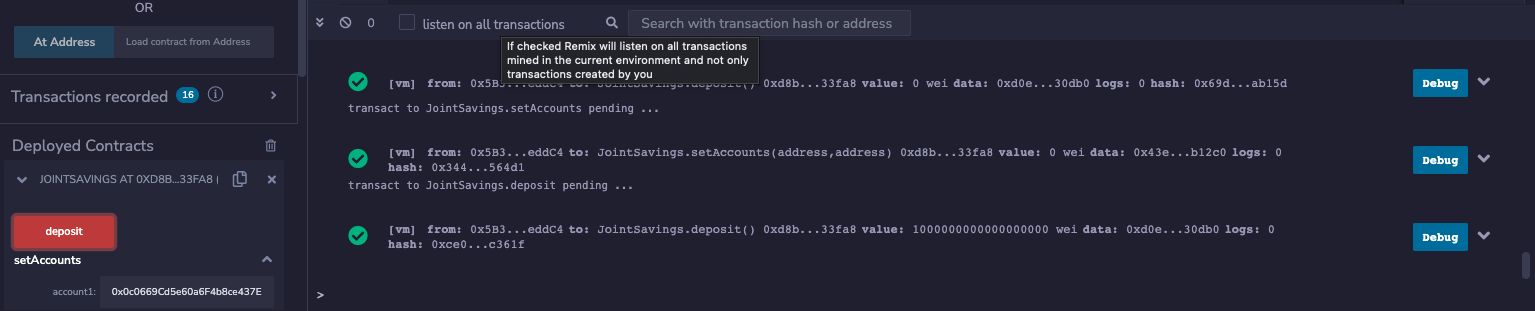 OR
At Address Load contract from Address
Transactions recorded 16 i
Deployed Contracts
JOINTSAVINGS AT 0XD8B...33FA8 (
deposit
setAccounts
account1: 0x0c0669Cd5e60a6F4b8ce437E
0 listen on all transactions Search with transaction hash or address
If checked Remix will listen on all transactions
mined in the current environment and not only
transactions created by you
[vm] from: 0x5B3...eddC4 to: JointSavings.deposit() 0xd8b...33fa8 value: 0 wei data: 0xd0e...30db0 logs: 0 hash: 0x69d...ab15d
Debug
transact to JointSavings.setAccounts pending ...
[vm] from: 0x5B3...eddC4 to: JointSavings.setAccounts(address,address) 0xd8b...33fa8 value: 0 wei data: 0x43e...b12c0 logs: 0
hash: 0x344...564d1
Debug
transact to JointSavings.deposit pending ...
[vm] from: 0x5B3...eddC4 to: JointSavings.deposit() 0xd8b...33fa8 value: 10000000000000000000 wei data: 0xd0e...30db0 logs: 0
hash: 0xce0...c361f
Debug
>